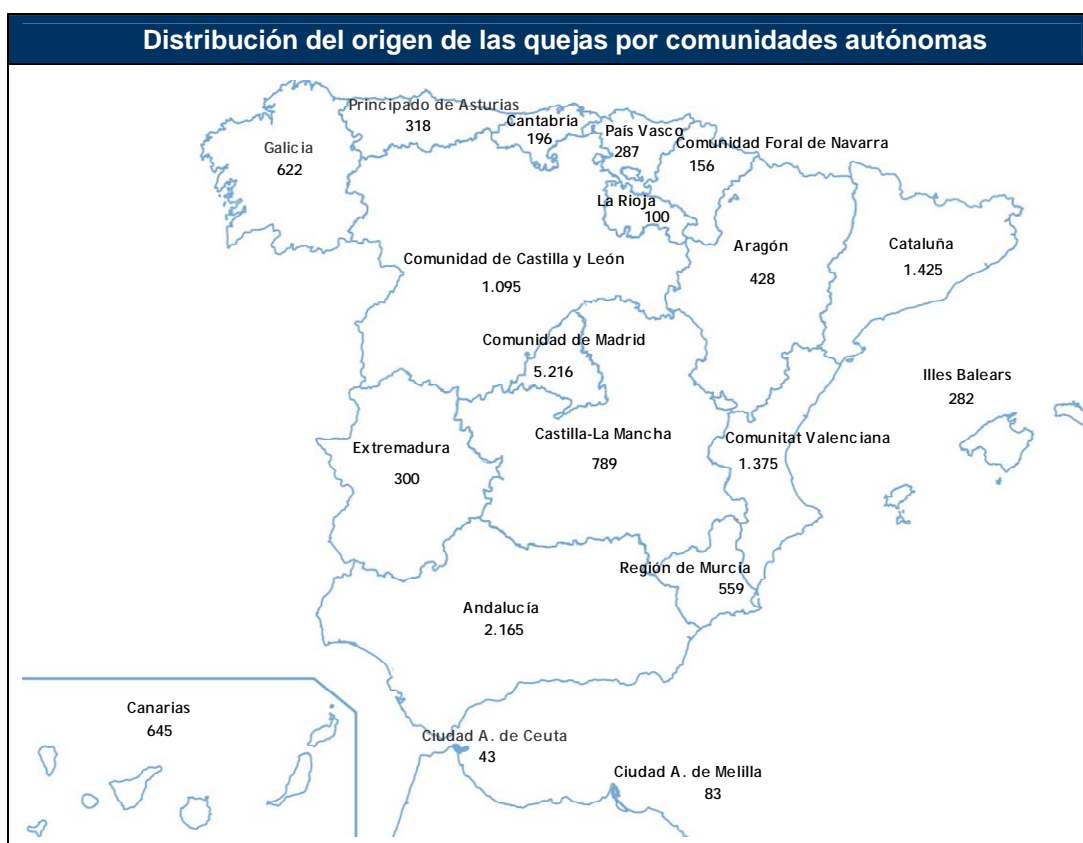 Distribución del origen de las quejas por comunidades autónomas
Principado de Asturias
318
Cantabria
196
País Vasco
287
Comunidad Foral de Navarra
156
Galicia
622
La Rioja
100
Aragón
428
Cataluña
1.425
Comunidad de Castilla y León
1.095
Comunidad de Madrid
5.216
Illes Balears
282
Extremadura
300
Castilla-La Mancha
789
Comunitat Valenciana
1.375
Región de Murcia
559
Andalucía
2.165
Canarias
645
Ciudad A. de Ceuta
43
Ciudad A. de Melilla
83